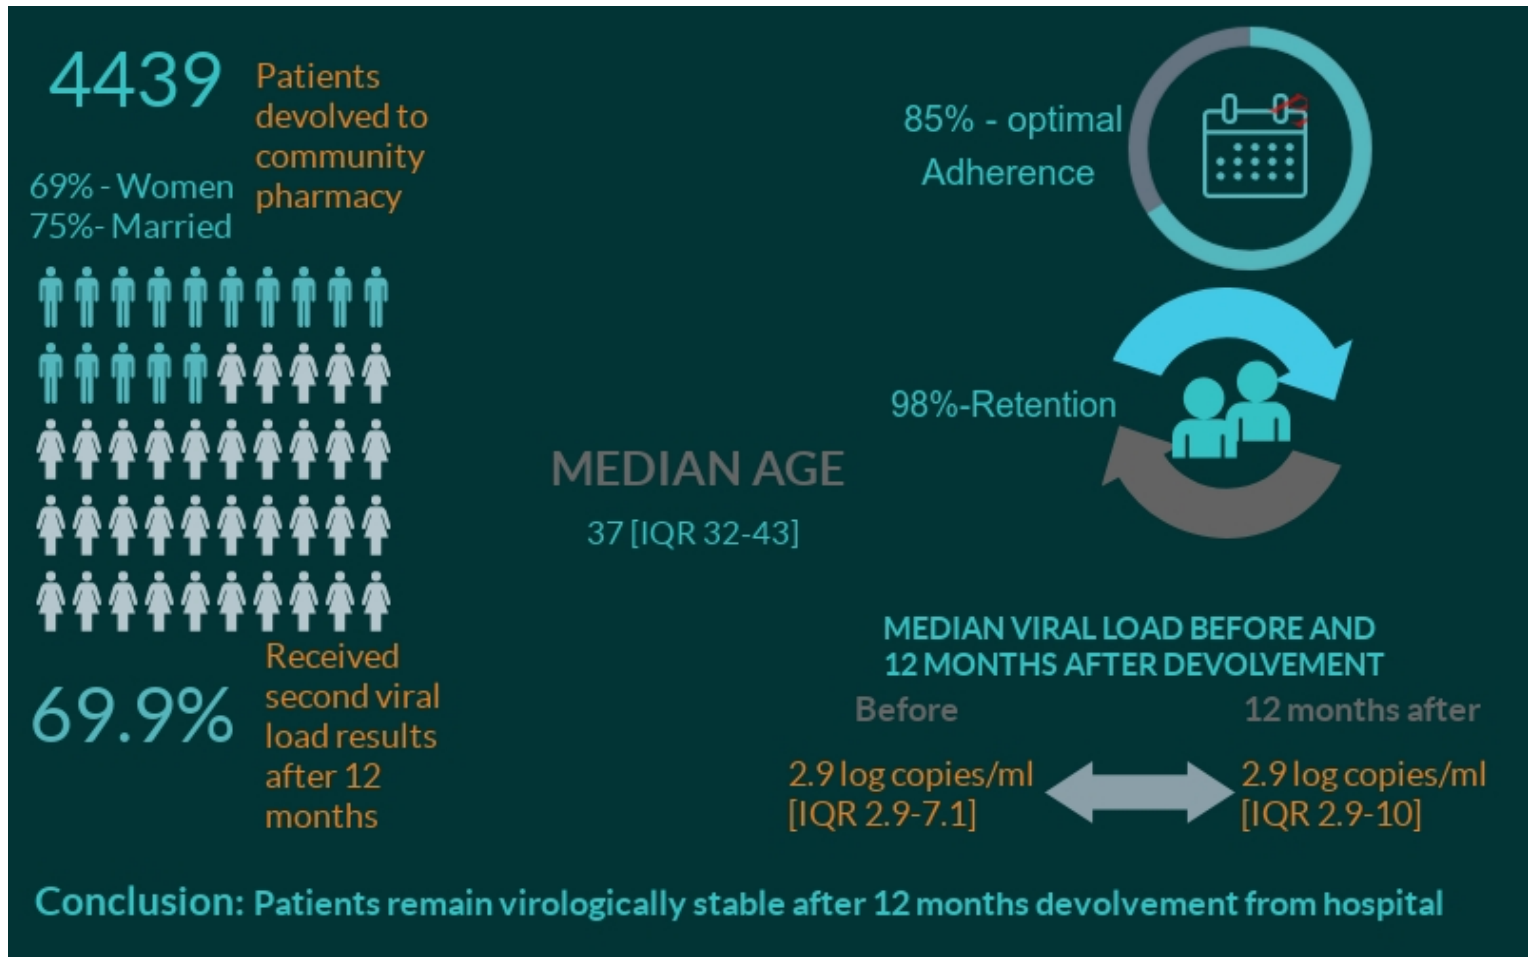 4439
Patients
devolved to
community
pharmacy
69% - Women
75%- Married
85% - optimal
Adherence
98%-Retention
MEDIAN AGE
37 [IQR 32-43]
69.9%
Received
second viral
load results
after 12
months
MEDIAN VIRAL LOAD BEFORE AND
12 MONTHS AFTER DEVOLVEMENT
Before
12 months after
2.9 log copies/ml
[IQR 2.9-7.1]
2.9 log copies/ml
[IQR 2.9-10]
Conclusion: Patients remain virologically stable after 12 months devolvement from hospital